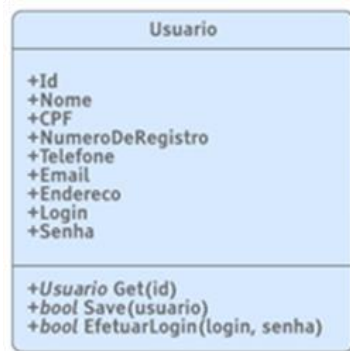 Usuario
+Id
+Nome
+CPF
+NumeroDeRegistro
+Telefone
+Email
+Endereco
+Login
+Senha
+Usuario Get(id)
+bool Save(usuario)
+bool EfetuarLogin(login, senha)